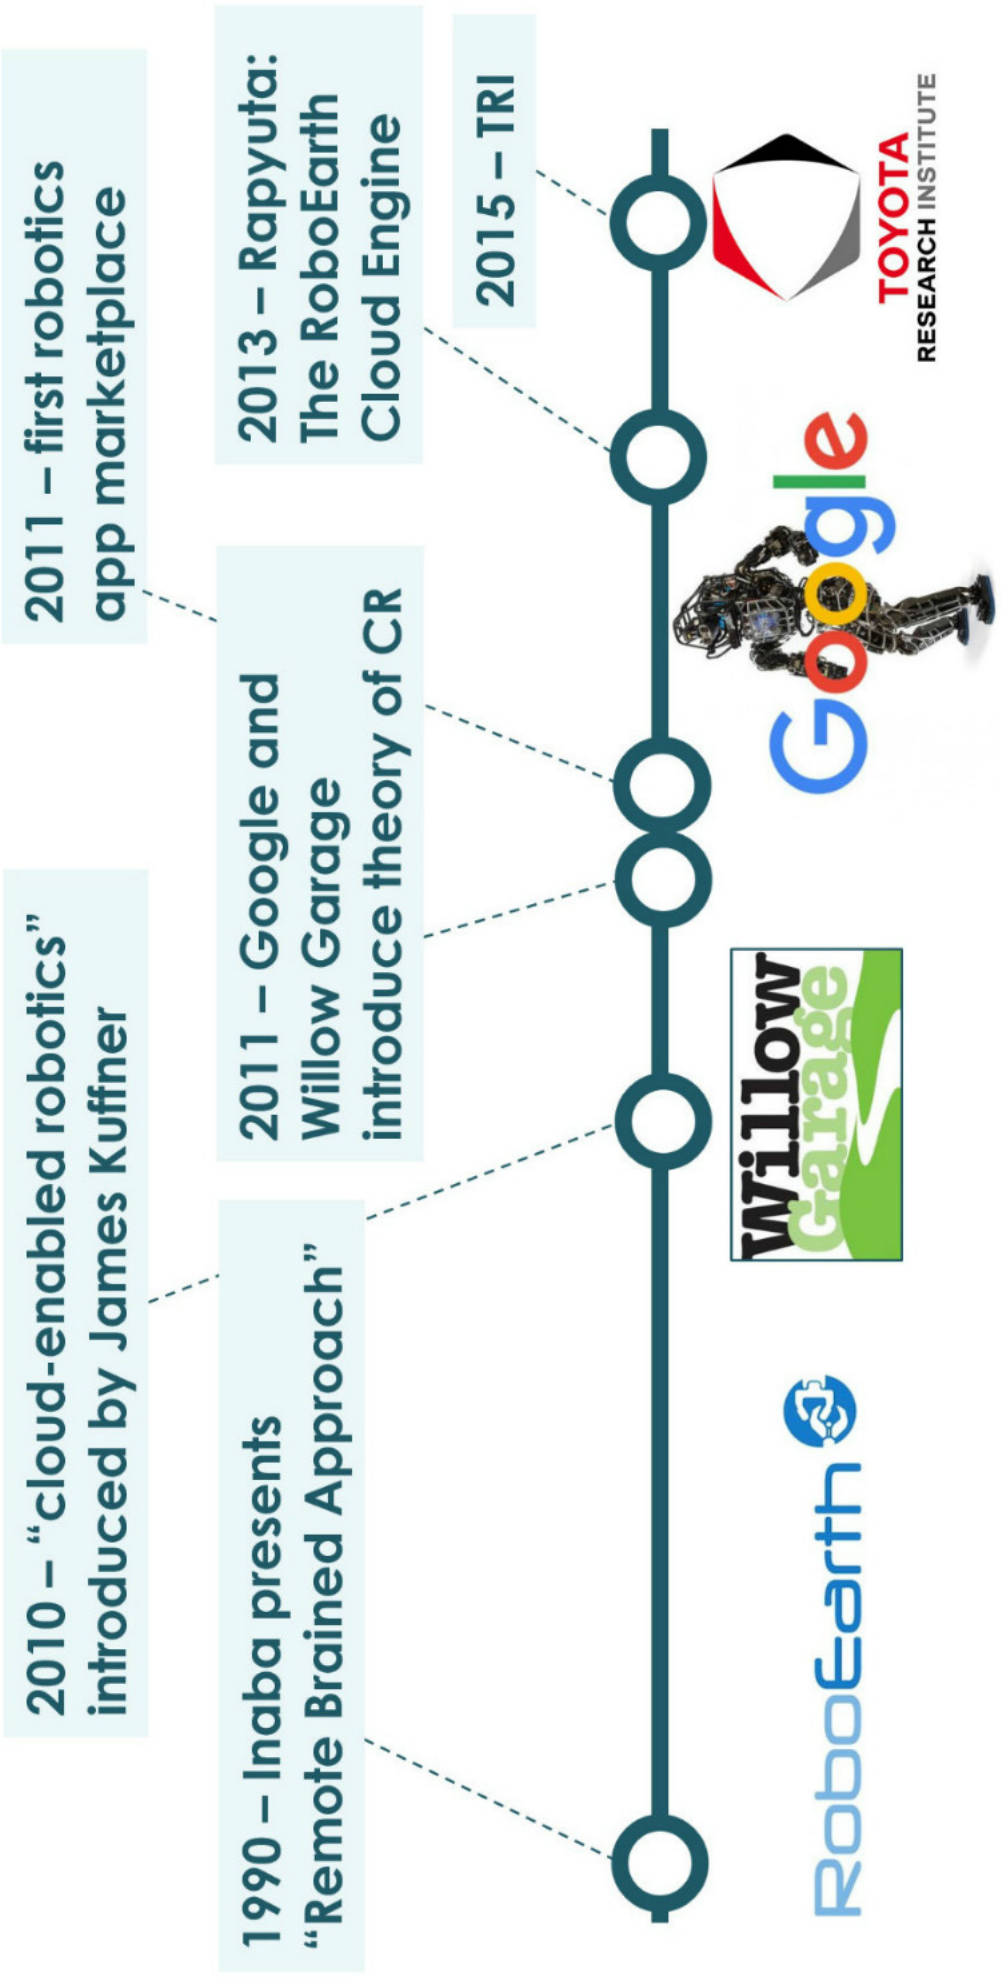 2010 – “cloud-enabled robotics”
introduced by James Kuffner
2011 – first robotics
app marketplace
1990 – Inaba presents
“Remote Brained Approach”
2011 – Google and
Willow Garage
introduce theory of CR
2013 – Rapyuta:
The RoboEarth
Cloud Engine
2015 – TRI
RoboEarth
Willow
Garage
Google
TOYOTA
RESEARCH INSTITUTE